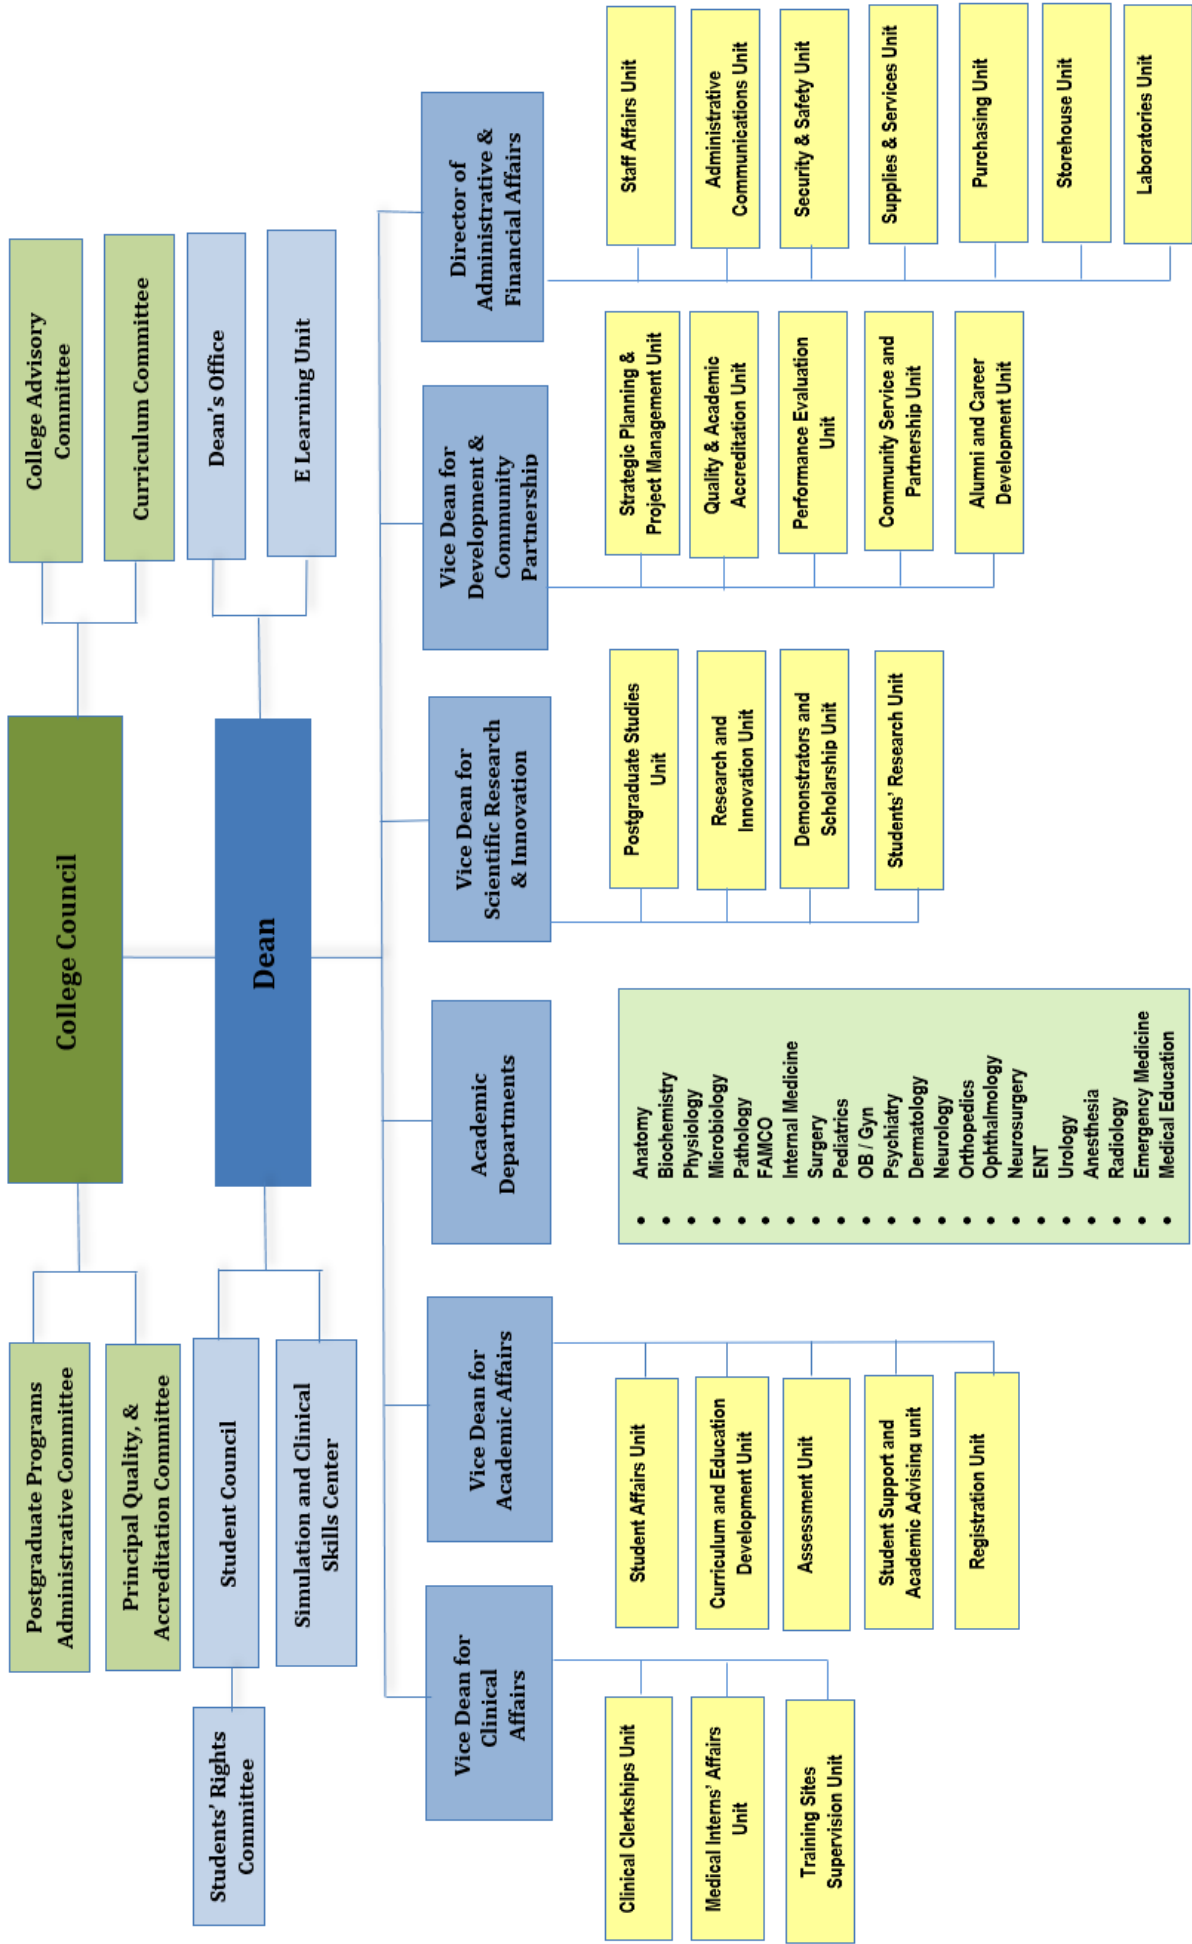 College Council
Postgraduate Programs
Administrative Committee
Principal Quality, &
Accreditation Committee
College Advisory
Committee
Curriculum Committee
Dean
Students' Rights
Committee
Student Council
Simulation and Clinical
Skills Center
Dean's Office
E Learning Unit
Vice Dean for
Clinical
Affairs
Vice Dean for
Academic Affairs
Academic
Departments
Vice Dean for
Scientific Research
& Innovation
Vice Dean for
Development &
Community
Partnership
Director of
Administrative &
Financial Affairs
Clinical Clerkships Unit
Medical Interns' Affairs
Unit
Training Sites
Supervision Unit
Student Affairs Unit
Curriculum and Education
Development Unit
Assessment Unit
Student Support and
Academic Advising unit
Registration Unit
• Anatomy
• Biochemistry
• Physiology
• Microbiology
• Pathology
• FAMCO
• Internal Medicine
• Surgery
• Pediatrics
• OB / Gyn
• Psychiatry
• Dermatology
• Neurology
• Orthopedics
• Ophthalmology
• Neurosurgery
• ENT
• Urology
• Anesthesia
• Radiology
• Emergency Medicine
• Medical Education
Postgraduate Studies
Unit
Research and
Innovation Unit
Demonstrators and
Scholarship Unit
Students' Research Unit
Strategic Planning &
Project Management Unit
Quality & Academic
Accreditation Unit
Performance Evaluation
Unit
Community Service and
Partnership Unit
Alumni and Career
Development Unit
Staff Affairs Unit
Administrative
Communications Unit
Security & Safety Unit
Supplies & Services Unit
Purchasing Unit
Storehouse Unit
Laboratories Unit